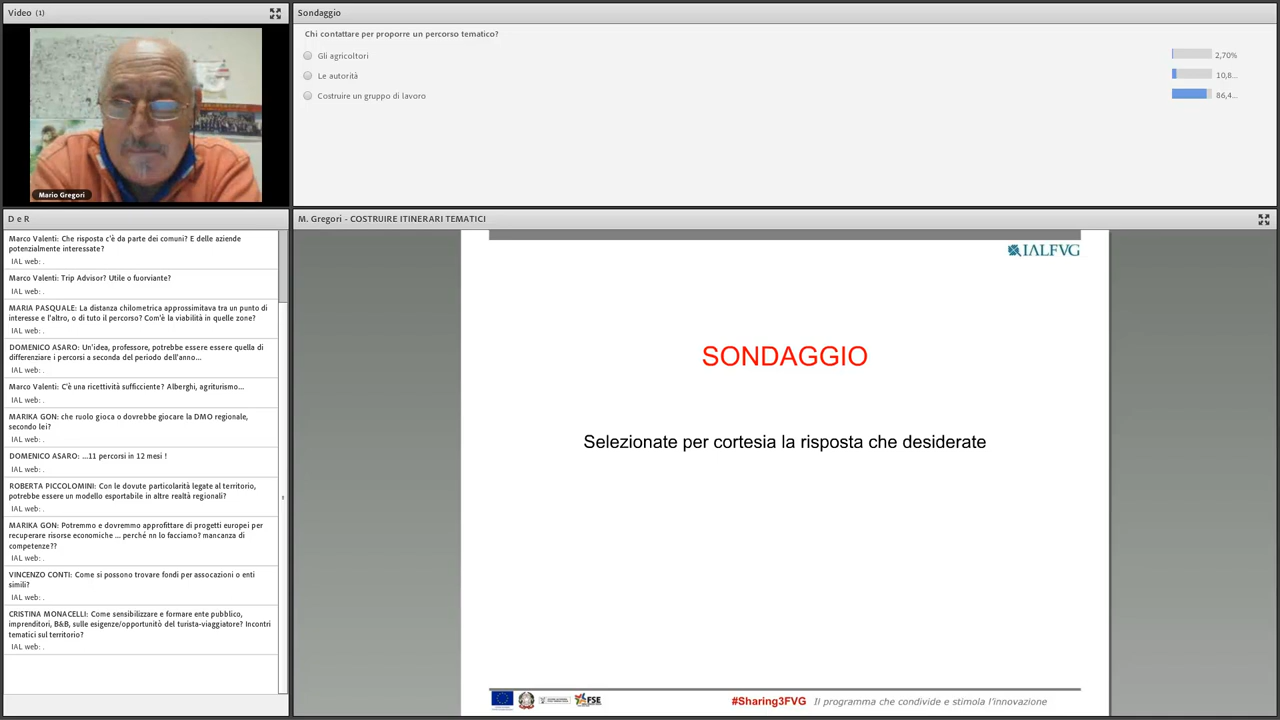 Video (1)
Mario Gregori
Sondaggio
Chi contattare per proporre un percorso tematico?
Gli agricoltori 2,70%
Le autorità 10,8...
Costruire un gruppo di lavoro 86,4...
D e R
Marco Valenti: Che risposta c'è da parte dei comuni? E delle aziende
potenzialmente interessate?
IAL web: .
Marco Valenti: Trip Advisor? Utile o fuorviante?
IAL web: .
MARIA PASQUALE: La distanza chilometrica approssimitava tra un punto di
interesse e l'altro, o di tuto il percorso? Com'è la viabilità in quelle zone?
IAL web: .
DOMENICO ASARO: Un'idea, professore, potrebbe essere essere quella di
differenziare i percorsi a seconda del periodo dell'anno...
IAL web: .
Marco Valenti: C'è una ricettività sufficciente? Alberghi, agriturismo...
IAL web: .
MARIKA GON: che ruolo gioca o dovrebbe giocare la DMO regionale,
secondo lei?
IAL web: .
DOMENICO ASARO: ...11 percorsi in 12 mesi !
IAL web: .
ROBERTA PICCOLOMINI: Con le dovute particolarità legate al territorio,
potrebbe essere un modello esportabile in altre realtà regionali?
IAL web: .
MARIKA GON: Potremmo e dovremmo approfittare di progetti europei per
recuperare risorse economiche ... perché nn lo facciamo? mancanza di
competenze??
IAL web: .
VINCENZO CONTI: Come si possono trovare fondi per assocazioni o enti
simili?
IAL web: .
CRISTINA MONACELLI: Come sensibilizzare e formare ente pubblico,
imprenditori, B&B, sulle esigenze/opportunitò del turista-viaggiatore? Incontri
tematici sul territorio?
IAL web: .
M. Gregori - COSTRUIRE ITINERARI TEMATICI
IALFVG
SONDAGGIO
Selezionate per cortesia la risposta che desiderate
FSE
#Sharing3FVG Il programma che condivide e stimola l'innovazione